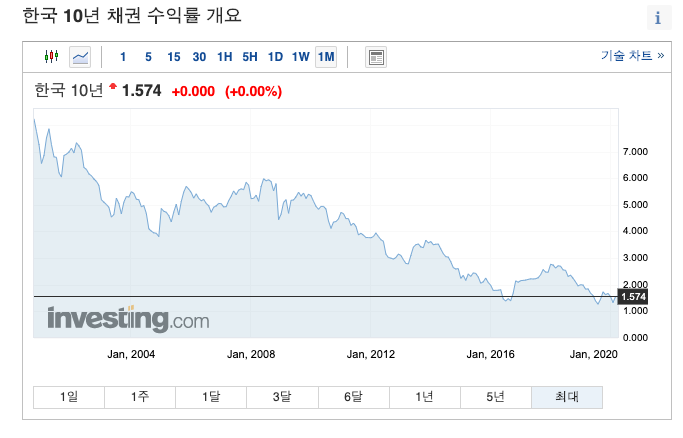 한국 10년 채권 수익률 개요
i
1 5 15 30 1H 5H 1D 1W 1M
기술 차트 »
한국 10년 1.574 +0.000 (+0.00%)
7.000
6.000
5.000
4.000
3.000
2.000
1.574
1.000
0.000
Investing.com
Jan, 2004 Jan, 2008 Jan, 2012 Jan, 2016 Jan, 2020
1일 1주 1달 3달 6달 1년 5년 최대